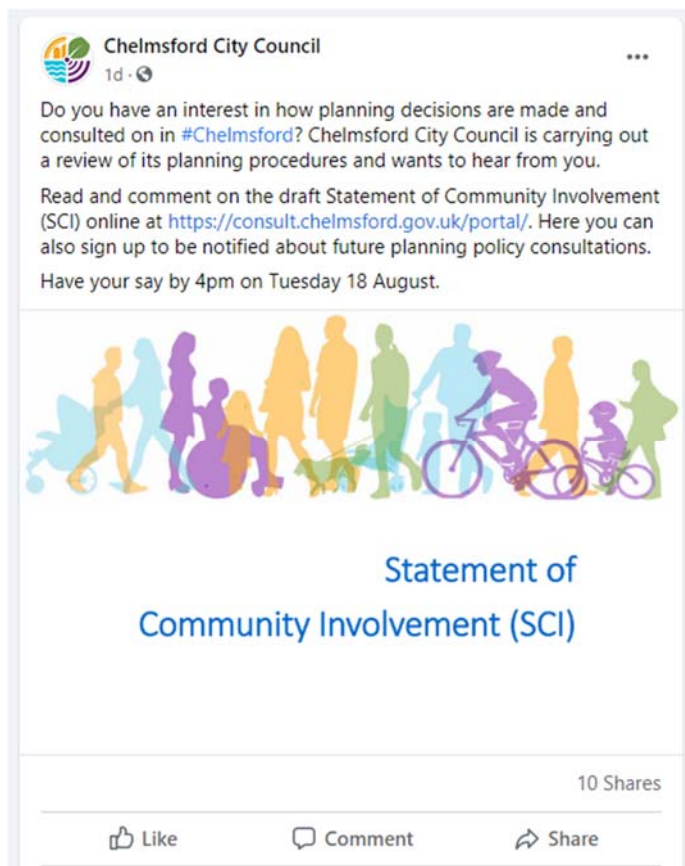 Chelmsford City Council
1d ·
Do you have an interest in how planning decisions are made and
consulted on in #Chelmsford? Chelmsford City Council is carrying out
a review of its planning procedures and wants to hear from you.
Read and comment on the draft Statement of Community Involvement
(SCI) online at https://consult.chelmsford.gov.uk/portal/. Here you can
also sign up to be notified about future planning policy consultations.
Have your say by 4pm on Tuesday 18 August.
Statement of
Community Involvement (SCI)
10 Shares
Like Comment Share